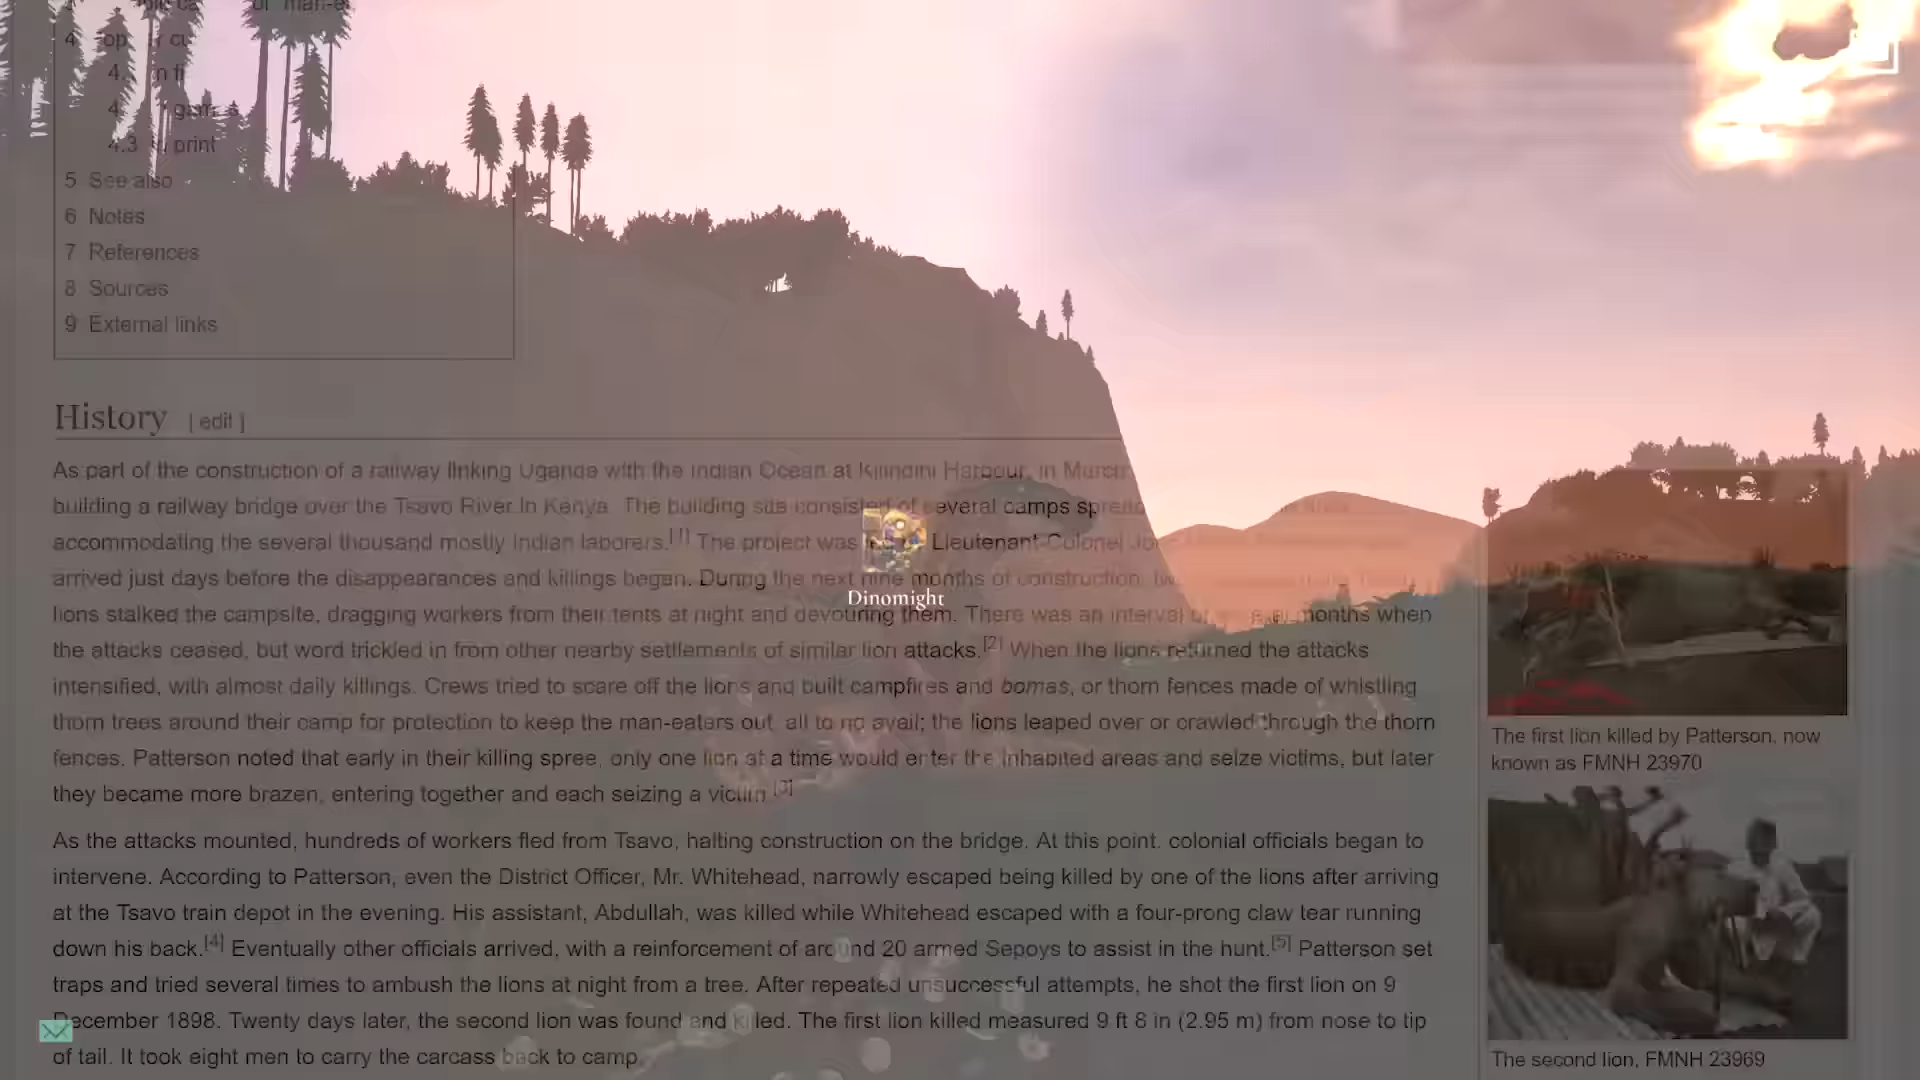 4
4.3 print
5 See also
6 Notes
7 References
8 Sources
9 External links
History [ edit ]
As part of the construction of a railway linking Uganda with the Indian Ocean at Kilindini Harbour, in March
building a railway bridge over the Tsavo River in Kenya. The building site consisted of several camps spread
accommodating the several thousand mostly Indian laborers.[1] The project was Lieutenant-Colonel
arrived just days before the disappearances and killings began. During the next nine months of construction,
lions stalked the campsite, dragging workers from their tents at night and devouring them. There was an interval of months when
the attacks ceased, but word trickled in from other nearby settlements of similar lion attacks.[2] When the lions returned the attacks
intensified, with almost daily killings. Crews tried to scare off the lions and built campfires and bomas, or thorn fences made of whistling
thorn trees around their camp for protection to keep the man-eaters out, all to no avail; the lions leaped over or crawled through the thorn
fences. Patterson noted that early in their killing spree, only one lion at a time would enter the inhabited areas and seize victims, but later
they became more brazen, entering together and each seizing a victim.[3]
Dinomight
As the attacks mounted, hundreds of workers fled from Tsavo, halting construction on the bridge. At this point, colonial officials began to
intervene. According to Patterson, even the District Officer, Mr. Whitehead, narrowly escaped being killed by one of the lions after arriving
at the Tsavo train depot in the evening. His assistant, Abdullah, was killed while Whitehead escaped with a four-prong claw tear running
down his back.[4] Eventually other officials arrived, with a reinforcement of around 20 armed Sepoys to assist in the hunt.[5] Patterson set
traps and tried several times to ambush the lions at night from a tree. After repeated unsuccessful attempts, he shot the first lion on 9
December 1898. Twenty days later, the second lion was found and killed. The first lion killed measured 9 ft 8 in (2.95 m) from nose to tip
of tail. It took eight men to carry the carcass back to camp.
The first lion killed by Patterson, now
known as FMNH 23970
The second lion, FMNH 23969